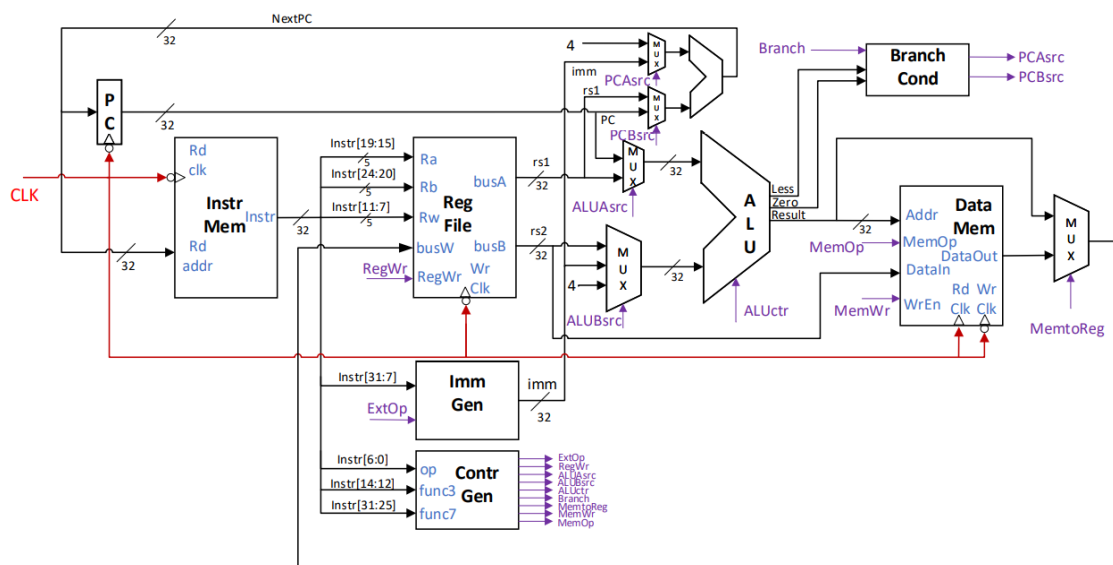 NextPC
32
4
MUX
imm
PCAsrc
rs1
MUX
PC
PCBsrc
Branch
Branch
Cond
PCAsrc
PCBsrc
PC
32
CLK
Rd
clk
Instr
Mem
Instr
Rd
addr
32
32
Instr[19:15]
5
Instr[24:20]
5
Instr[11:7]
5
Ra
Rb
Rw
busW
RegWr
RegWr
busA
Reg
File
busB
Wr
Clk
rs1
32
rs2
32
MUX
ALUAsrc
32
MUX
4
ALUBsrc
32
ALU
Less
Zero
Result
ALUctr
32
Addr
MemOp
MemOp
DataIn
WrEn
MemWr
Data
Mem
DataOut
Rd
Clk
Wr
Clk
MUX
MemtoReg
Instr[31:7]
ExtOp
Imm
Gen
imm
32
Instr[6:0]
Instr[14:12]
Instr[31:25]
op
func3
func7
Contr
Gen
ExtOp
RegWr
ALUAsrc
ALUBsrc
ALUctr
Branch
MemtoReg
MemWr
MemOp